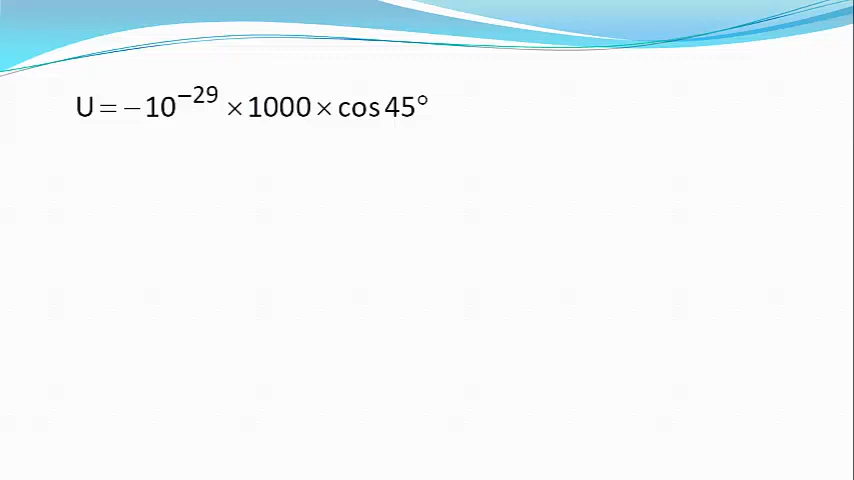 U = −10⁻²⁹ × 1000 × cos 45°